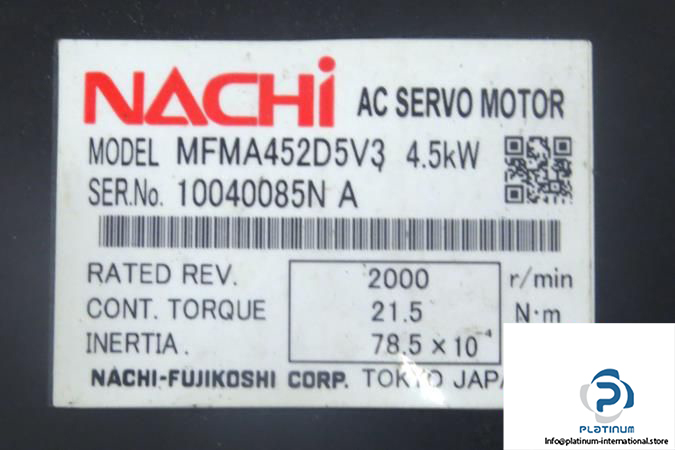 NACHi AC SERVO MOTOR
MODEL MFMA452D5V3 4.5kW
SER.No. 10040085N A
RATED REV. 2000 r/min
CONT. TORQUE 21.5 N·m
INERTIA. 78.5 × 10⁻⁴
NACHI-FUJIKOSHI CORP. TOKYO JAPA
PLATINUM
Info@platinum-international.store